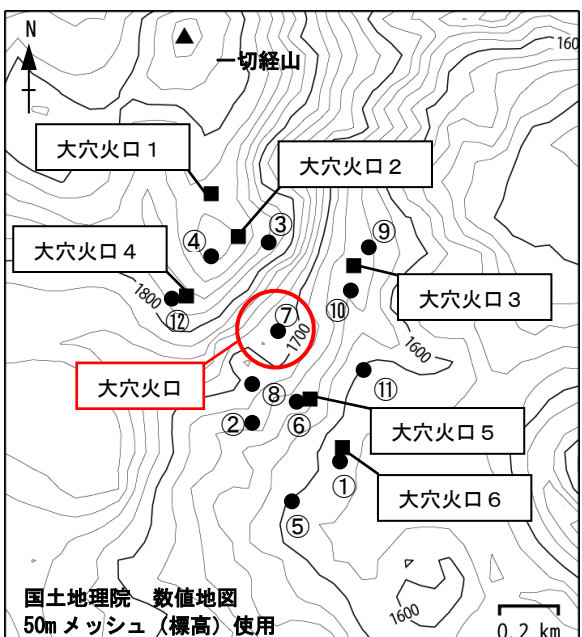 N
一切経山
160
大穴火口1
大穴火口2
③
④
⑨
大穴火口4
大穴火口3
1800
⑫
⑩
⑦
1700
1600
大穴火口
⑧
⑪
②
⑥
大穴火口5
①
大穴火口6
⑤
国土地理院 数値地図
50mメッシュ(標高)使用
1600
0.2 km